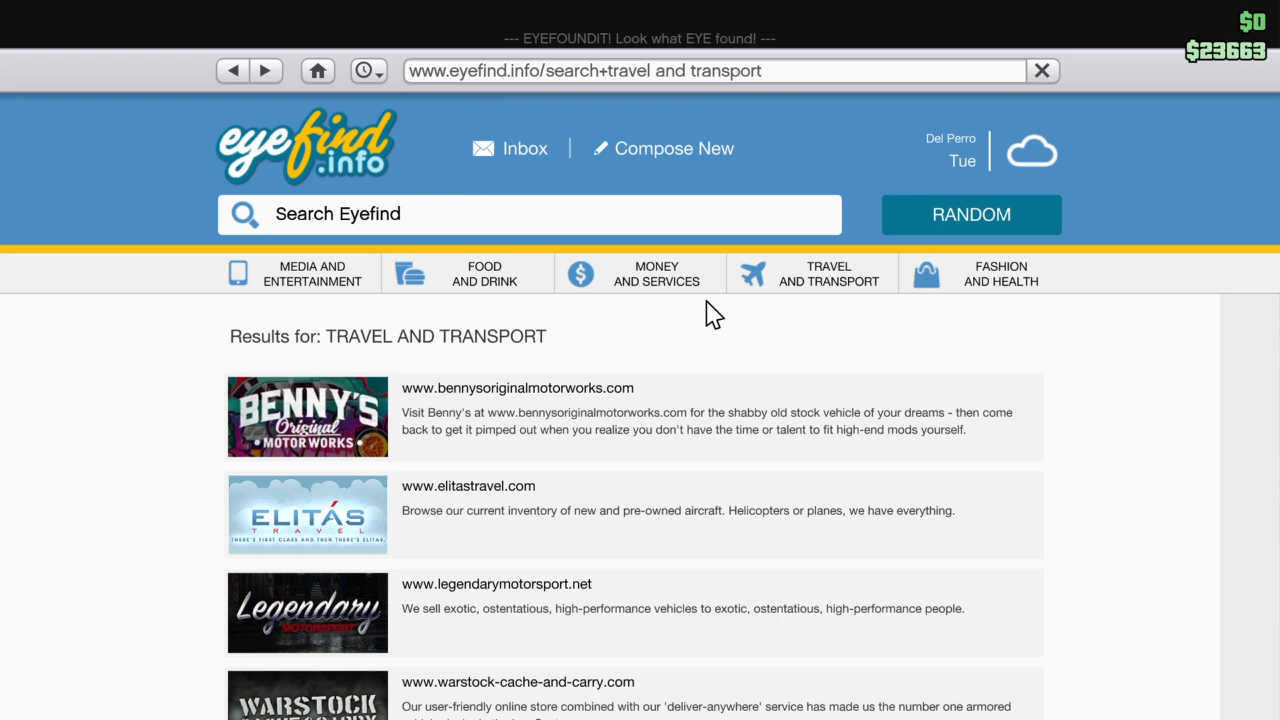 $0
--- EYEFOUNDIT! Look what EYE found! ---
$23663
www.eyefind.info/search+travel and transport
eyefind
.info
Inbox
Compose New
Del Perro
Tue
Search Eyefind
RANDOM
MEDIA AND
ENTERTAINMENT
FOOD
AND DRINK
MONEY
AND SERVICES
TRAVEL
AND TRANSPORT
FASHION
AND HEALTH
Results for: TRAVEL AND TRANSPORT
BENNY'S
Original
MOTOR WORKS
www.bennysoriginalmotorworks.com
Visit Benny's at www.bennysoriginalmotorworks.com for the shabby old stock vehicle of your dreams - then come
back to get it pimped out when you realize you don't have the time or talent to fit high-end mods yourself.
ELITÁS
TRAVEL
THERE'S FIRST CLASS AND THEN THERE'S ELITAS.
www.elitastravel.com
Browse our current inventory of new and pre-owned aircraft. Helicopters or planes, we have everything.
Legendary
MOTORSPORT
www.legendarymotorsport.net
We sell exotic, ostentatious, high-performance vehicles to exotic, ostentatious, high-performance people.
WARSTOCK
www.warstock-cache-and-carry.com
Our user-friendly online store combined with our 'deliver-anywhere' service has made us the number one armored